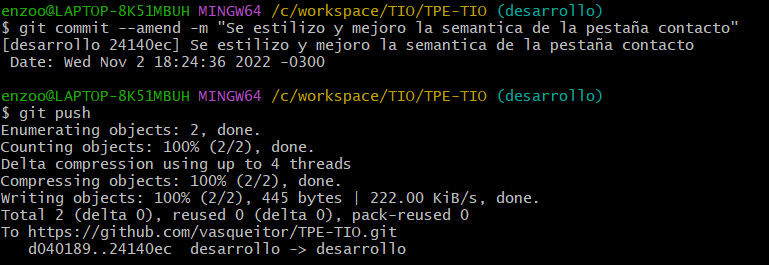 enzoo@LAPTOP-8K51MBUH MINGW64 /c/workspace/TIO/TPE-TIO (desarrollo)
$ git commit --amend -m "Se estilizo y mejoro la semantica de la pestaña contacto"
[desarrollo 24140ec] Se estilizo y mejoro la semantica de la pestaña contacto
 Date: Wed Nov 2 18:24:36 2022 -0300
enzoo@LAPTOP-8K51MBUH MINGW64 /c/workspace/TIO/TPE-TIO (desarrollo)
$ git push
Enumerating objects: 2, done.
Counting objects: 100% (2/2), done.
Delta compression using up to 4 threads
Compressing objects: 100% (2/2), done.
Writing objects: 100% (2/2), 445 bytes | 222.00 KiB/s, done.
Total 2 (delta 0), reused 0 (delta 0), pack-reused 0
To https://github.com/vasqueitor/TPE-TIO.git
   d040189..24140ec  desarrollo -> desarrollo